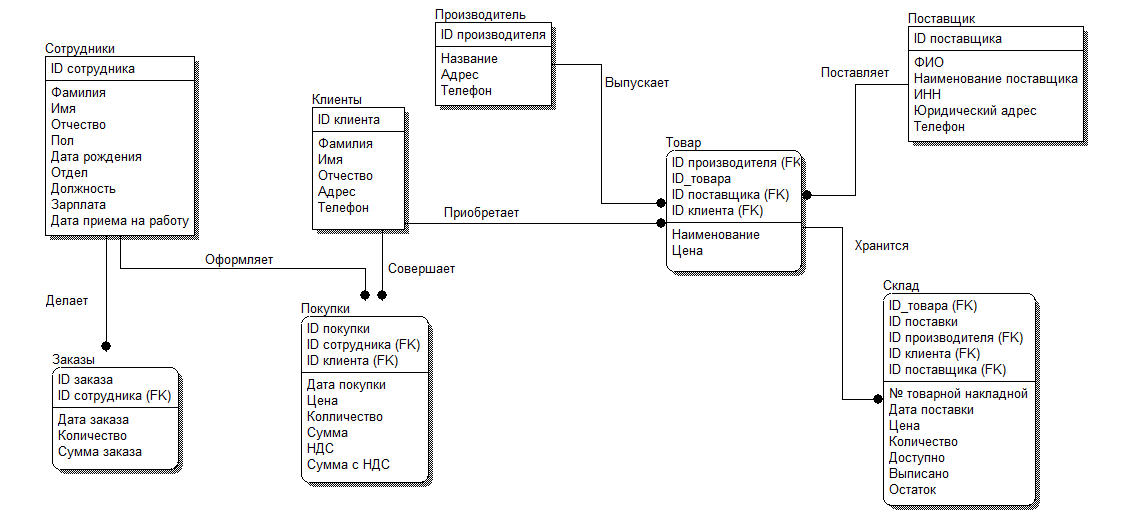 Сотрудники
ID сотрудника
Фамилия
Имя
Отчество
Пол
Дата рождения
Отдел
Должность
Зарплата
Дата приема на работу
Клиенты
ID клиента
Фамилия
Имя
Отчество
Адрес
Телефон
Производитель
ID производителя
Название
Адрес
Телефон
Выпускает
Поставщик
ID поставщика
ФИО
Наименование поставщика
ИНН
Юридический адрес
Телефон
Поставляет
Товар
ID производителя (FK
ID_товара
ID поставщика (FK)
ID клиента (FK)
Наименование
Цена
Приобретает
Хранится
Оформляет
Совершает
Делает
Заказы
ID заказа
ID сотрудника (FK)
Дата заказа
Количество
Сумма заказа
Покупки
ID покупки
ID сотрудника (FK)
ID клиента (FK)
Дата покупки
Цена
Колличество
Сумма
НДС
Сумма с НДС
Склад
ID_товара (FK)
ID поставки
ID производителя (FK)
ID клиента (FK)
ID поставщика (FK)
№ товарной накладной
Дата поставки
Цена
Количество
Доступно
Выписано
Остаток